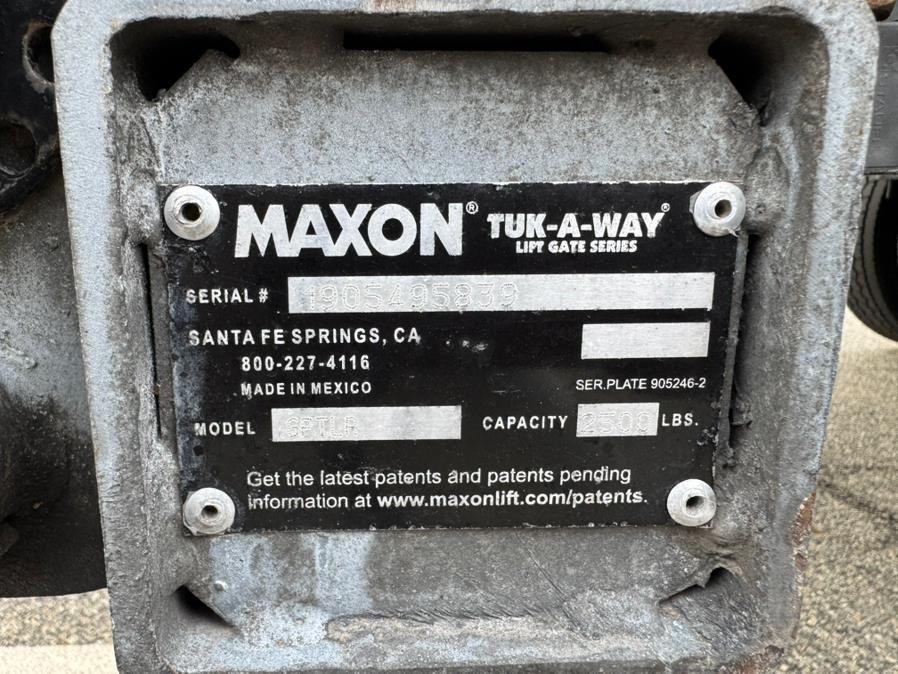 MAXON® TUK-A-WAY®
LIFT GATE SERIES
SERIAL # 1905495839
SANTA FE SPRINGS, CA
800-227-4116
MADE IN MEXICO
SER.PLATE 905246-2
MODEL GPTLR CAPACITY 2500 LBS.
Get the latest patents and patents pending
information at www.maxonlift.com/patents.